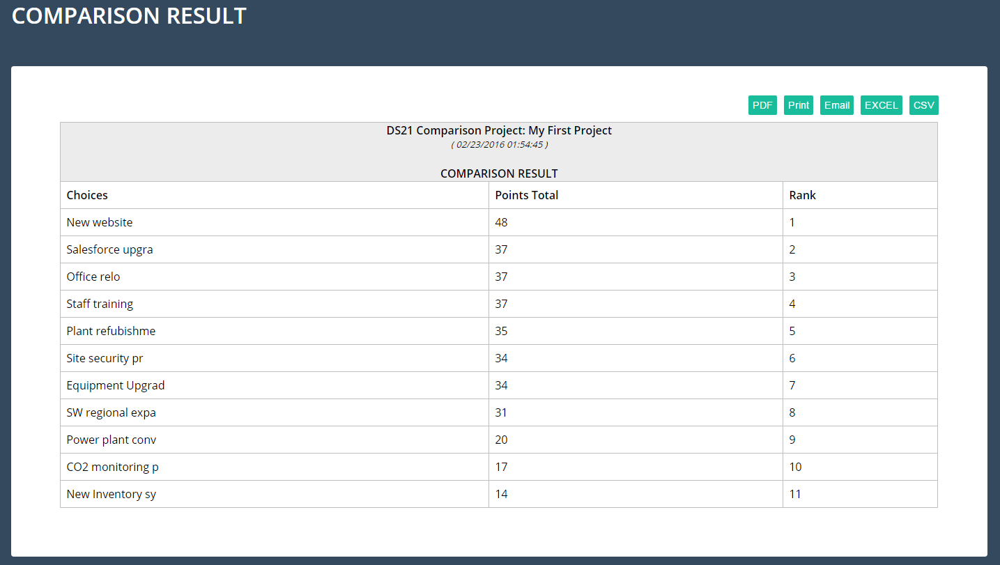 COMPARISON RESULT
PDF Print Email EXCEL CSV
DS21 Comparison Project: My First Project
( 02/23/2016 01:54:45 )
COMPARISON RESULT
Choices Points Total Rank
New website 48 1
Salesforce upgra 37 2
Office relo 37 3
Staff training 37 4
Plant refubishme 35 5
Site security pr 34 6
Equipment Upgrad 34 7
SW regional expa 31 8
Power plant conv 20 9
CO2 monitoring p 17 10
New Inventory sy 14 11